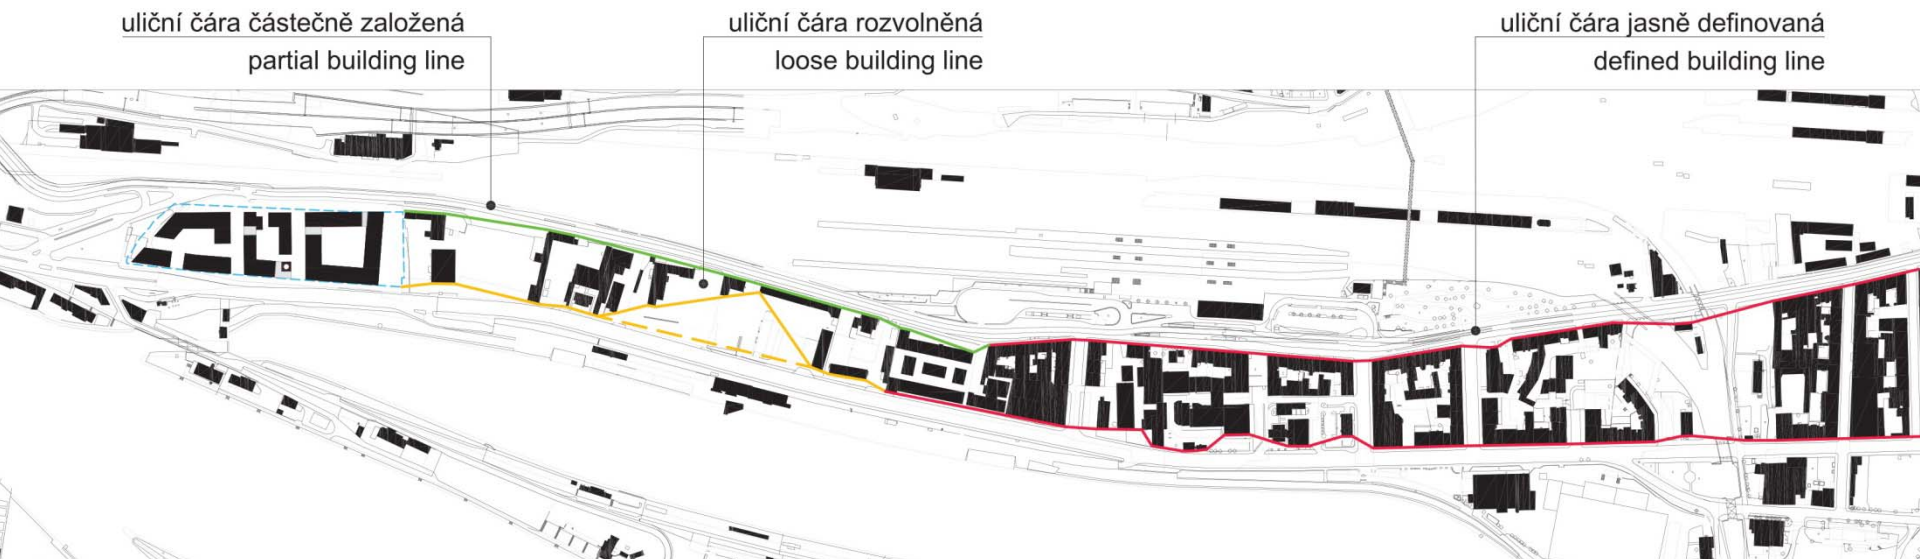 uliční čára částečně založená
partial building line
uliční čára rozvolněná
loose building line
uliční čára jasně definovaná
defined building line